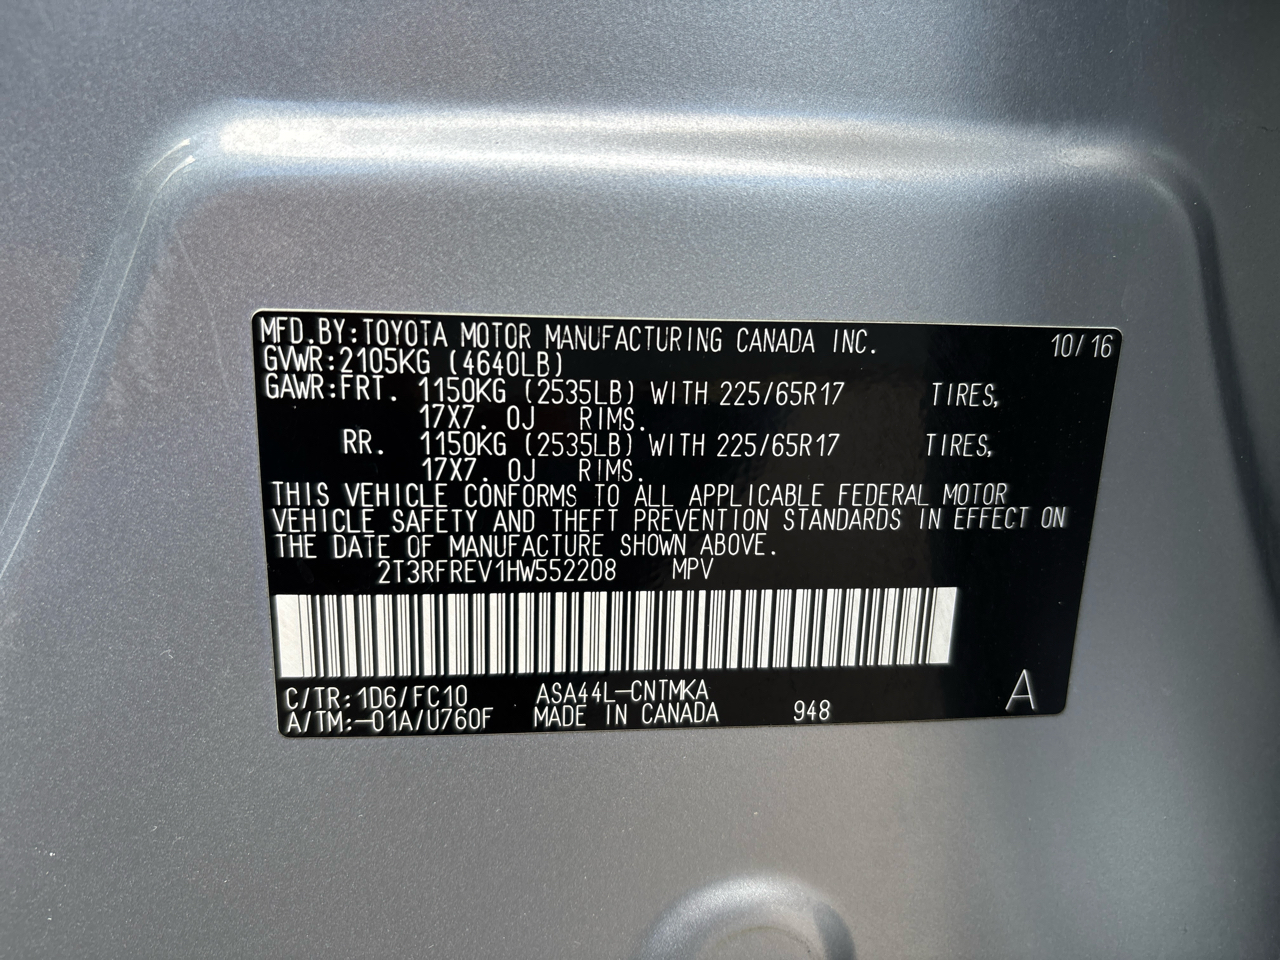 MFD.BY:TOYOTA MOTOR MANUFACTURING CANADA INC. 10/16
GVWR:2105KG (4640LB)
GAWR:FRT. 1150KG (2535LB) WITH 225/65R17 TIRES,
17X7.0J RIMS.
RR. 1150KG (2535LB) WITH 225/65R17 TIRES,
17X7.0J RIMS.
THIS VEHICLE CONFORMS TO ALL APPLICABLE FEDERAL MOTOR
VEHICLE SAFETY AND THEFT PREVENTION STANDARDS IN EFFECT ON
THE DATE OF MANUFACTURE SHOWN ABOVE.
2T3RFREV1HW552208 MPV
C/TR:1D6/FC10 ASA44L-CNTMKA
A/TM:-01A/U760F MADE IN CANADA 948 A